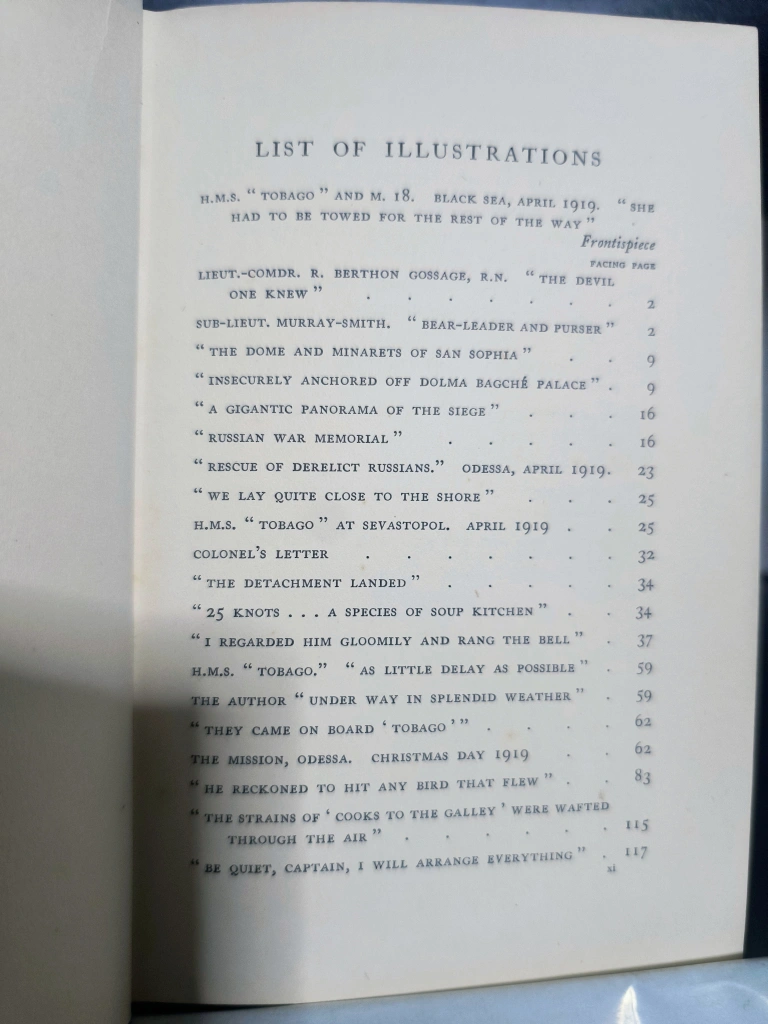 LIST OF ILLUSTRATIONS
H.M.S. “ TOBAGO ” AND M. 18. BLACK SEA, APRIL 1919. “ SHE
HAD TO BE TOWED FOR THE REST OF THE WAY ”
Frontispiece
FACING PAGE
LIEUT.-COMDR. R. BERTHON GOSSAGE, R.N. “ THE DEVIL
ONE KNEW ” . . . . . . 2
SUB-LIEUT. MURRAY-SMITH. “ BEAR-LEADER AND PURSER ” 2
“ THE DOME AND MINARETS OF SAN SOPHIA ” . . 9
“ INSECURELY ANCHORED OFF DOLMA BAGCHÉ PALACE ” . 9
“ A GIGANTIC PANORAMA OF THE SIEGE ” . . . 16
“ RUSSIAN WAR MEMORIAL ” . . . . 16
“ RESCUE OF DERELICT RUSSIANS.” ODESSA, APRIL 1919. 23
“ WE LAY QUITE CLOSE TO THE SHORE ” . . . 25
H.M.S. “ TOBAGO ” AT SEVASTOPOL. APRIL 1919 . . 25
COLONEL’S LETTER . . . . . . 32
“ THE DETACHMENT LANDED ” . . . . 34
“ 25 KNOTS . . . A SPECIES OF SOUP KITCHEN ” . . 34
“ I REGARDED HIM GLOOMILY AND RANG THE BELL ” . 37
H.M.S. “ TOBAGO.” “ AS LITTLE DELAY AS POSSIBLE ” . 59
THE AUTHOR “ UNDER WAY IN SPLENDID WEATHER ” . 59
“ THEY CAME ON BOARD ‘ TOBAGO ’ ” . . . . 62
THE MISSION, ODESSA. CHRISTMAS DAY 1919 . . 62
“ HE RECKONED TO HIT ANY BIRD THAT FLEW ” . . 83
“ THE STRAINS OF ‘ COOKS TO THE GALLEY ’ WERE WAFTED
THROUGH THE AIR ” . . . . . . 115
“ BE QUIET, CAPTAIN, I WILL ARRANGE EVERYTHING ” . 117
xi